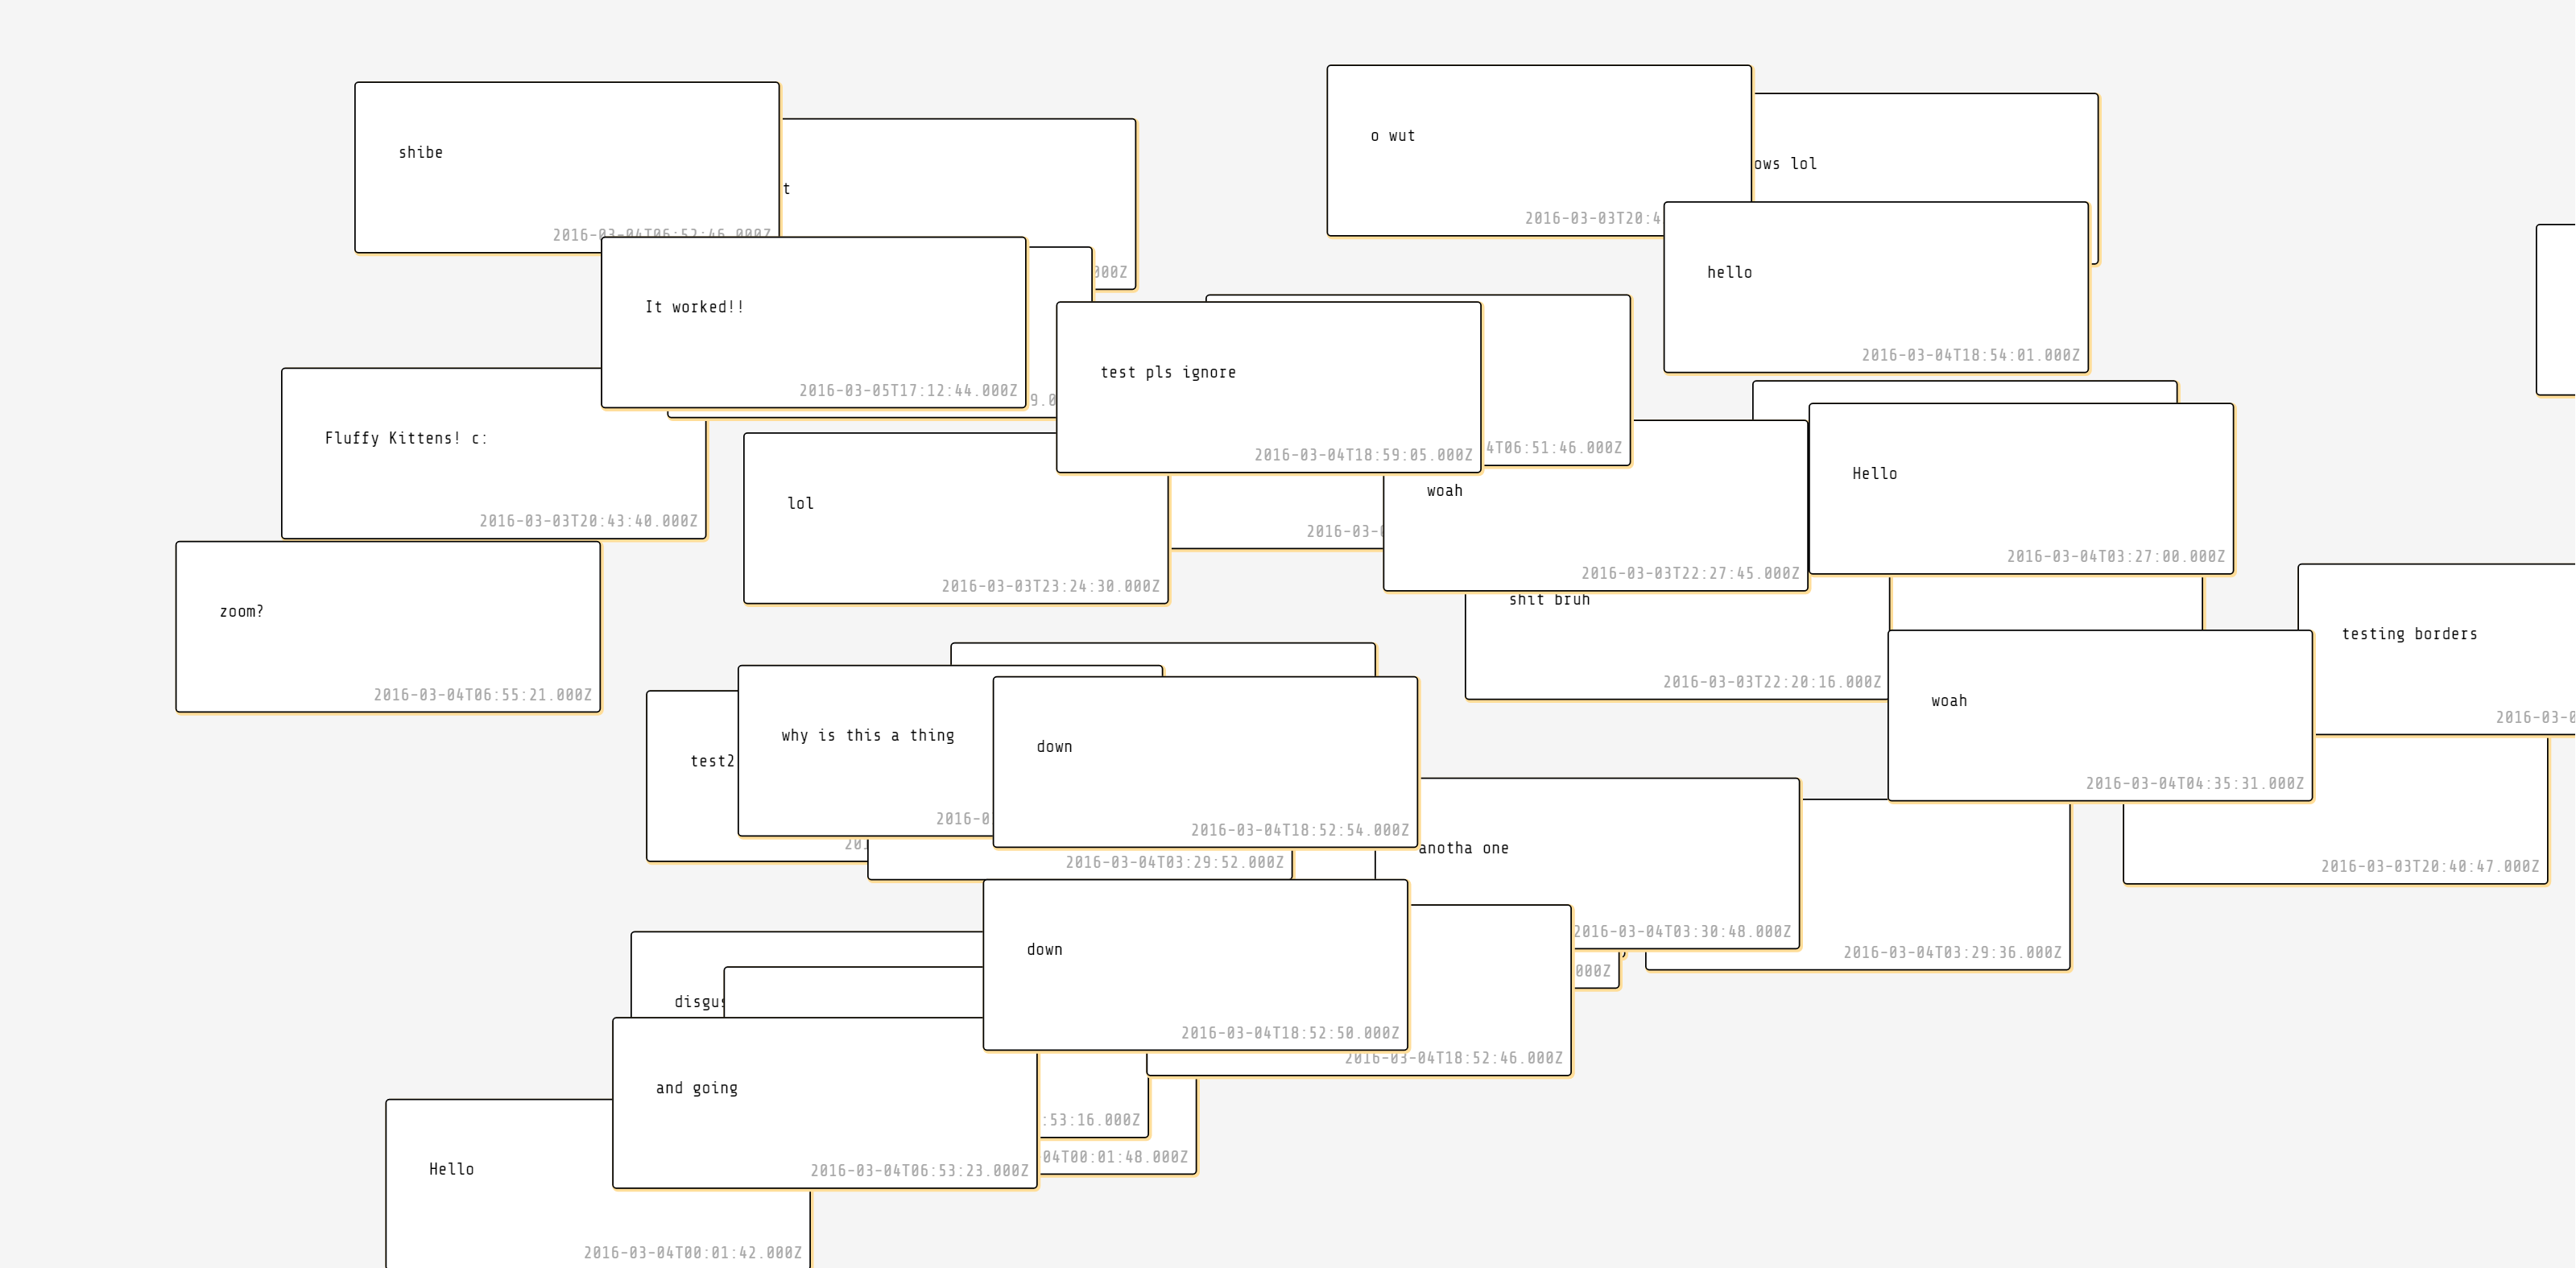 shibe
2016-03-04T06:52:46.000Z
t
000Z
o wut
2016-03-03T20:4
ows lol
hello
2016-03-04T18:54:01.000Z
It worked!!
2016-03-05T17:12:44.000Z
9.0
test pls ignore
2016-03-04T18:59:05.000Z
4T06:51:46.000Z
Fluffy Kittens! c:
2016-03-03T20:43:40.000Z
lol
2016-03-03T23:24:30.000Z
2016-03-
woah
2016-03-03T22:27:45.000Z
Hello
2016-03-04T03:27:00.000Z
zoom?
2016-03-04T06:55:21.000Z
shit bruh
2016-03-03T22:20:16.000Z
testing borders
2016-03-0
woah
2016-03-04T04:35:31.000Z
2016-03-03T20:40:47.000Z
test2
201
why is this a thing
2016-0
down
2016-03-04T18:52:54.000Z
2016-03-04T03:29:52.000Z
anotha one
2016-03-04T03:30:48.000Z
2016-03-04T03:29:36.000Z
000Z
disgus
down
2016-03-04T18:52:50.000Z
2016-03-04T18:52:46.000Z
and going
2016-03-04T06:53:23.000Z
:53:16.000Z
04T00:01:48.000Z
Hello
2016-03-04T00:01:42.000Z